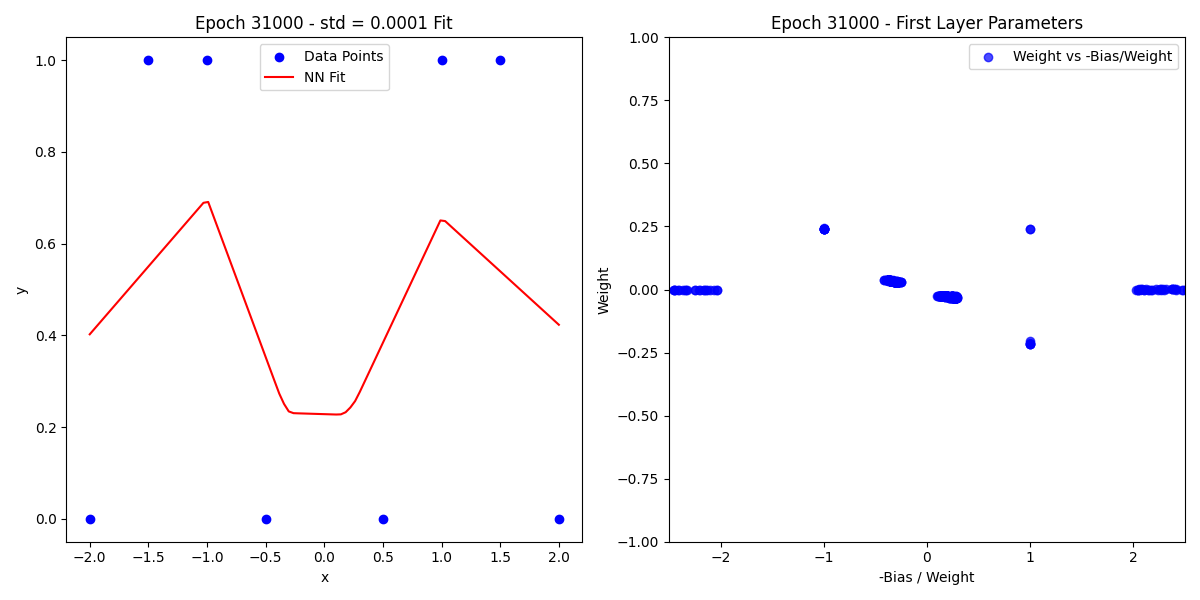 Epoch 31000 - std = 0.0001 Fit
Data Points
NN Fit
1.0
0.8
0.6
0.4
0.2
0.0
y
−2.0 −1.5 −1.0 −0.5 0.0 0.5 1.0 1.5 2.0
x
Epoch 31000 - First Layer Parameters
Weight vs -Bias/Weight
1.00
0.75
0.50
0.25
0.00
−0.25
−0.50
−0.75
−1.00
Weight
−2 −1 0 1 2
-Bias / Weight